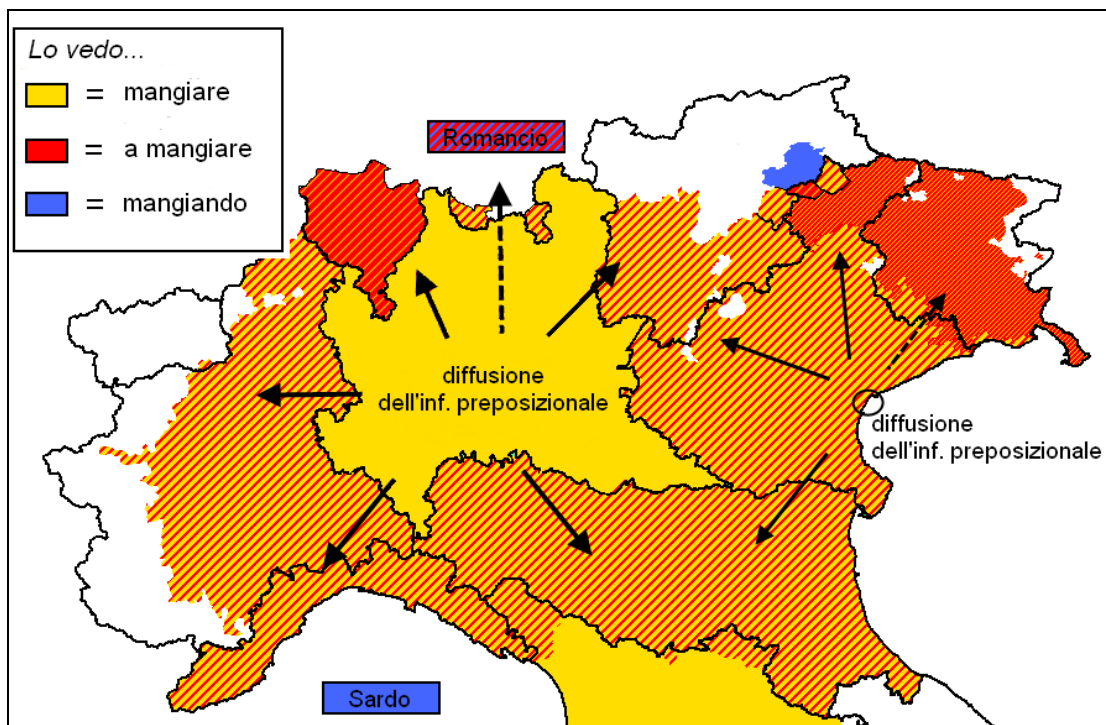 Lo vedo...
= mangiare
= a mangiare
= mangiando
Romancio
diffusione
dell'inf. preposizionale
diffusione
dell'inf. preposizionale
Sardo